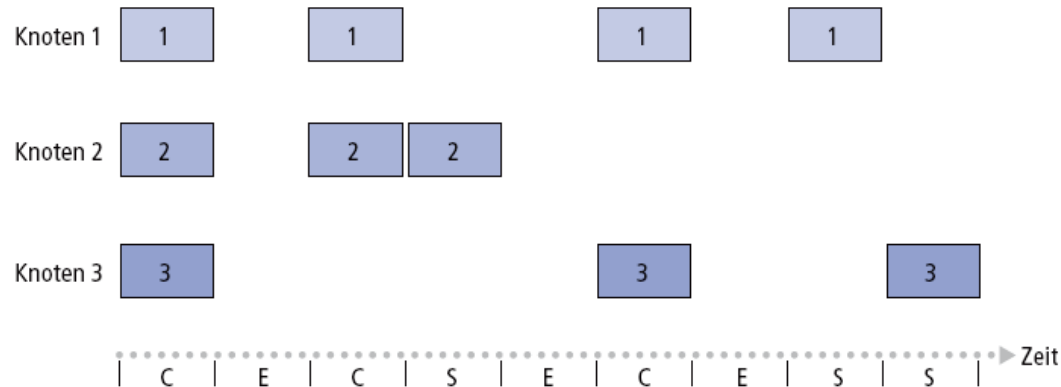 Knoten 1 1 1 1 1
Knoten 2 2 2 2
Knoten 3 3 3 3
Zeit
C E C S E C E S S